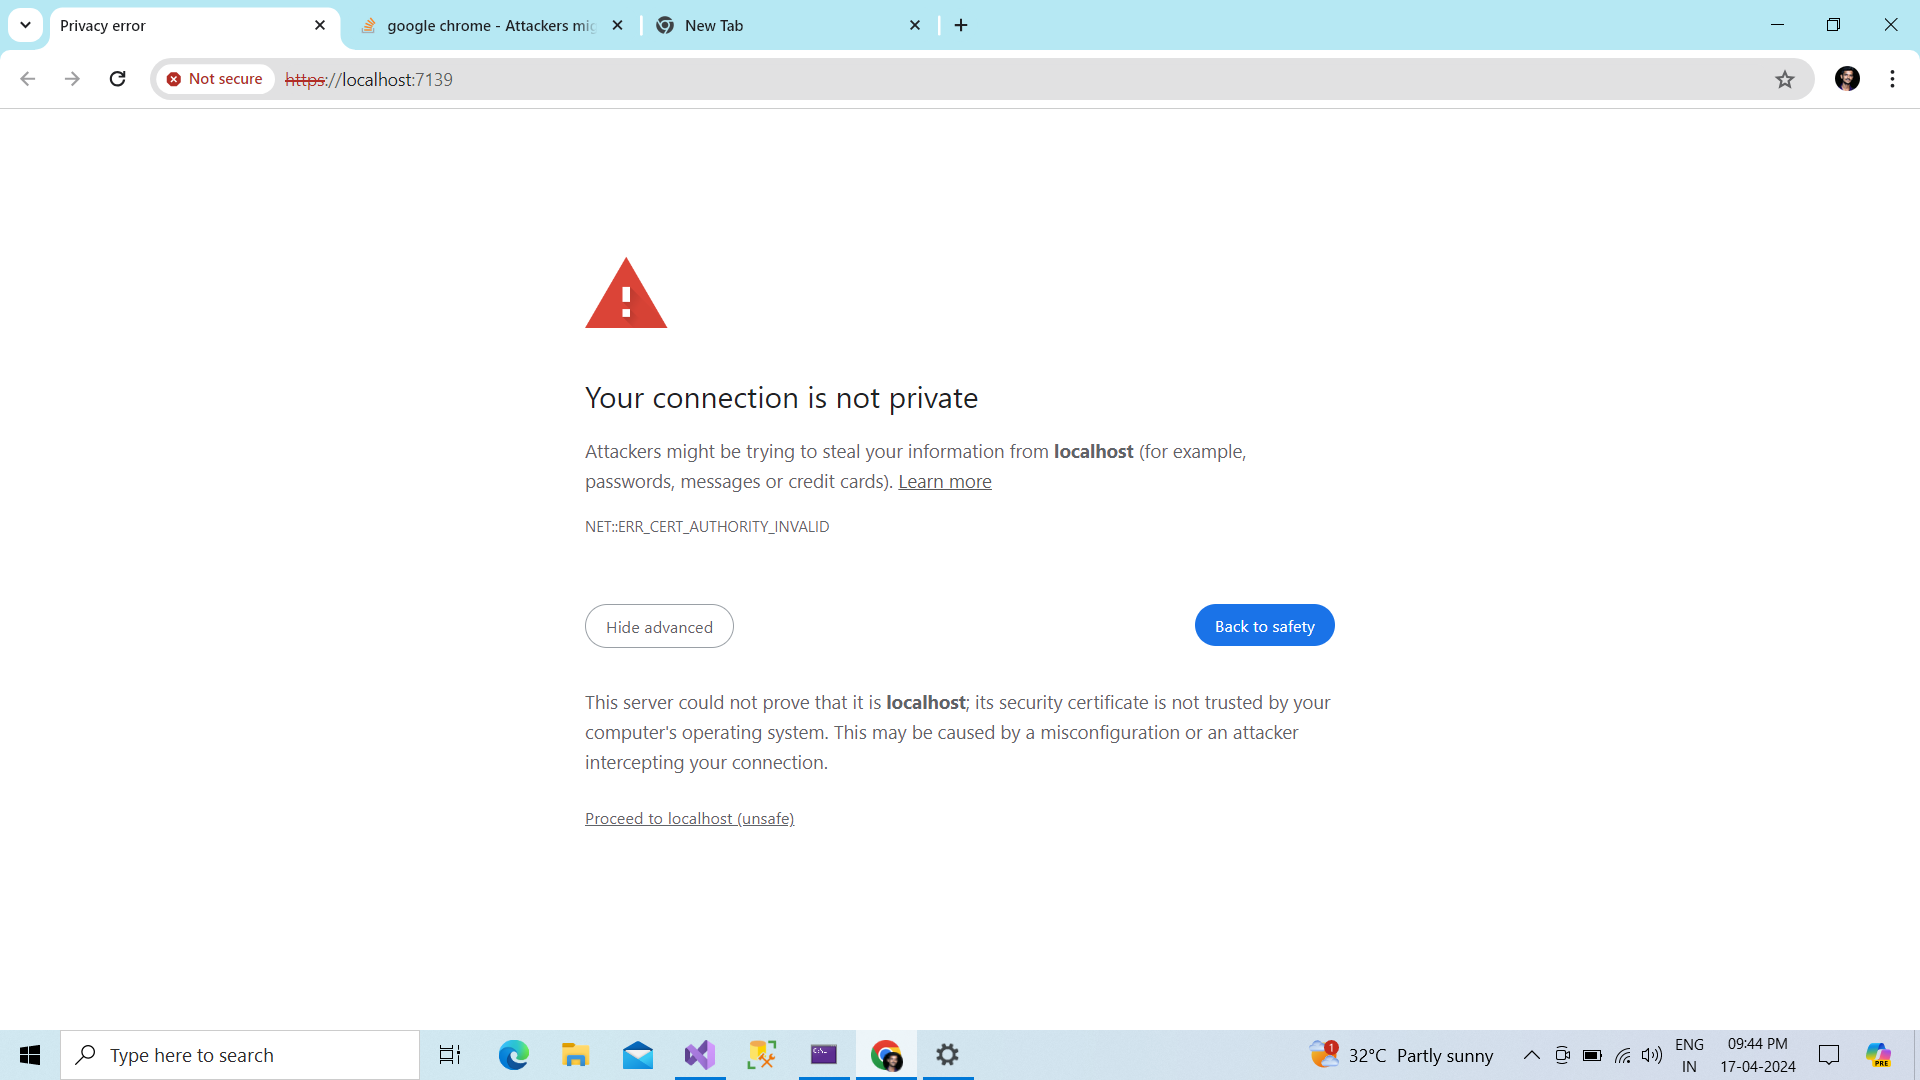 Privacy error
google chrome - Attackers mig
New Tab
Not secure
https://localhost:7139
Your connection is not private
Attackers might be trying to steal your information from localhost (for example,
passwords, messages or credit cards). Learn more
NET::ERR_CERT_AUTHORITY_INVALID
Hide advanced
Back to safety
This server could not prove that it is localhost; its security certificate is not trusted by your
computer's operating system. This may be caused by a misconfiguration or an attacker
intercepting your connection.
Proceed to localhost (unsafe)
Type here to search
C:\_
1
32°C Partly sunny
ENG
IN
09:44 PM
17-04-2024
PRE